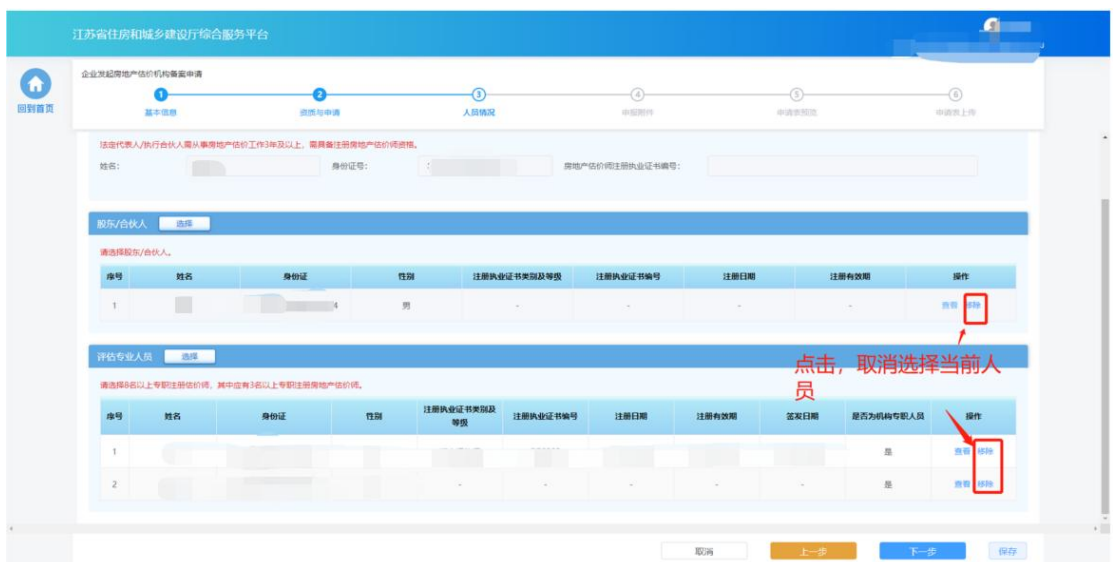 江苏省住房和城乡建设厅综合服务平台
回到首页
企业发起房地产估价机构备案申请
1 2 3 4 5 6
基本信息 资质与申请 人员情况 申报附件 申请表预览 申请表上传
法定代表人/执行合伙人需从事房地产估价工作3年及以上，需具备注册房地产估价师资格。
姓名： 身份证号： 房地产估价师注册执业证书编号：
股东/合伙人 选择
请选择股东/合伙人。
序号 姓名 身份证 性别 注册执业证书类别及等级 注册执业证书编号 注册日期 注册有效期 操作
1 4 男 - - - - 查看 移除
评估专业人员 选择
点击，取消选择当前人
员
请选择8名以上专职注册估价师，其中应有3名以上专职注册房地产估价师。
序号 姓名 身份证 性别 注册执业证书类别及
等级 注册执业证书编号 注册日期 注册有效期 签发日期 是否为机构专职人员 操作
1 是 查看 移除
2 - - - - - 是 查看 移除
取消 上一步 下一步 保存